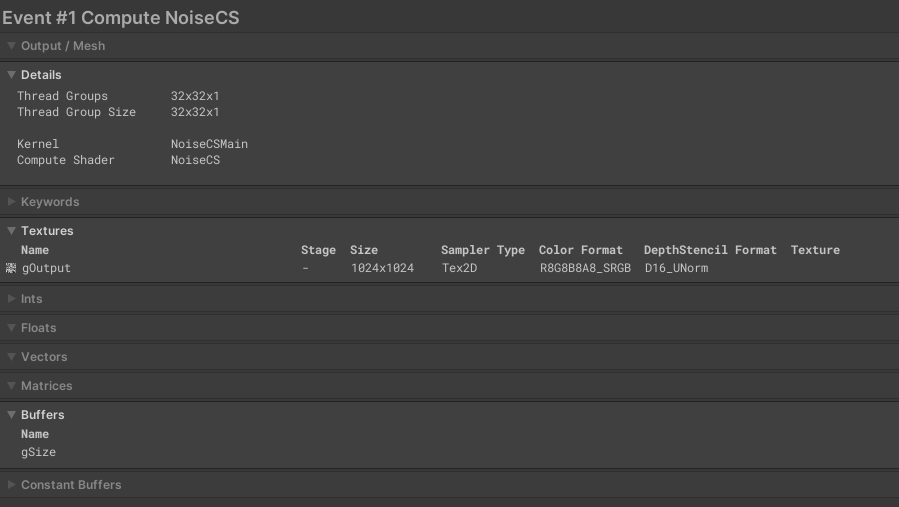 Event #1 Compute NoiseCS
Output / Mesh
Details
Thread Groups 32x32x1
Thread Group Size 32x32x1
Kernel NoiseCSMain
Compute Shader NoiseCS
Keywords
Textures
Name Stage Size Sampler Type Color Format DepthStencil Format Texture
gOutput - 1024x1024 Tex2D R8G8B8A8_SRGB D16_UNorm
Ints
Floats
Vectors
Matrices
Buffers
Name
gSize
Constant Buffers